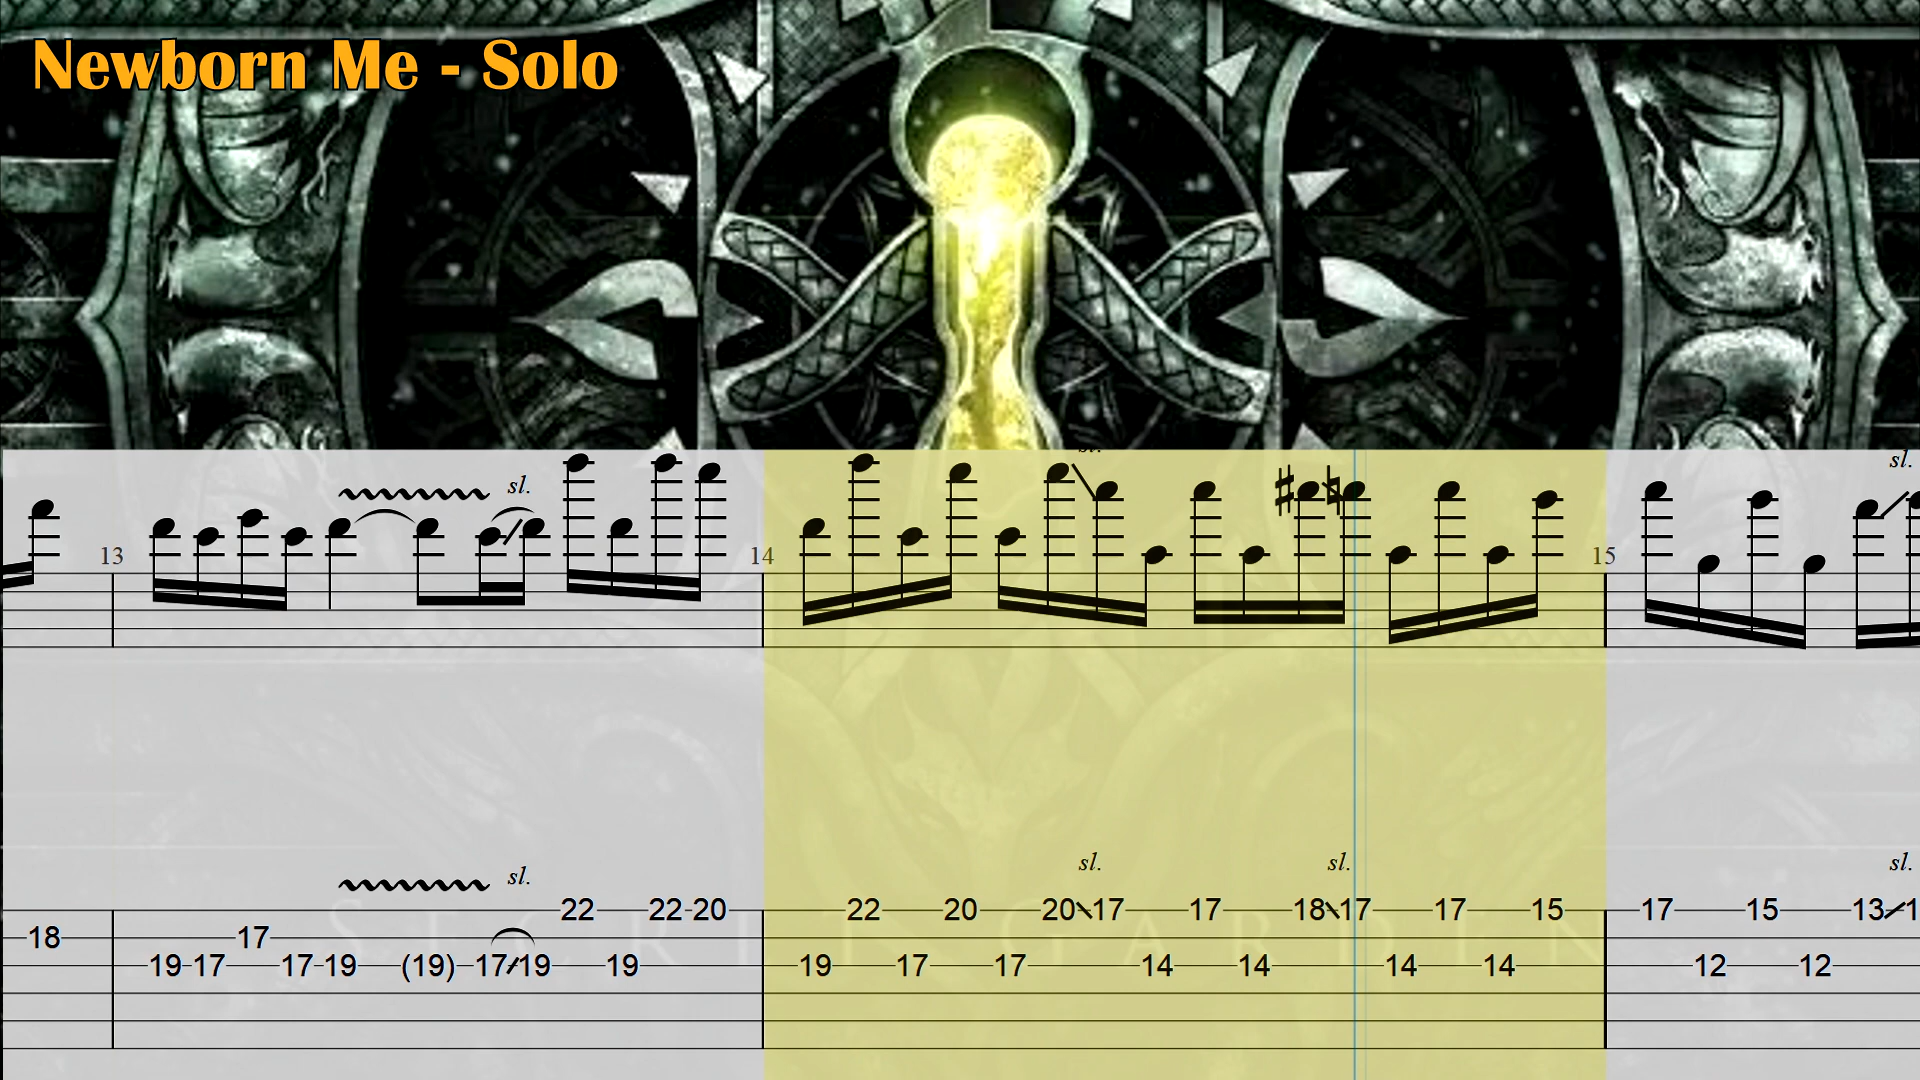 Newborn Me - Solo
sl.
sl.
sl.
13
14
15
sl.
sl.
sl.
sl.
22 22 20 22 20 20 17 17 18 17 17 15 17 15 13
18 17
19 17 17 19 (19) 17 19 19 19 17 17 14 14 14 14 12 12